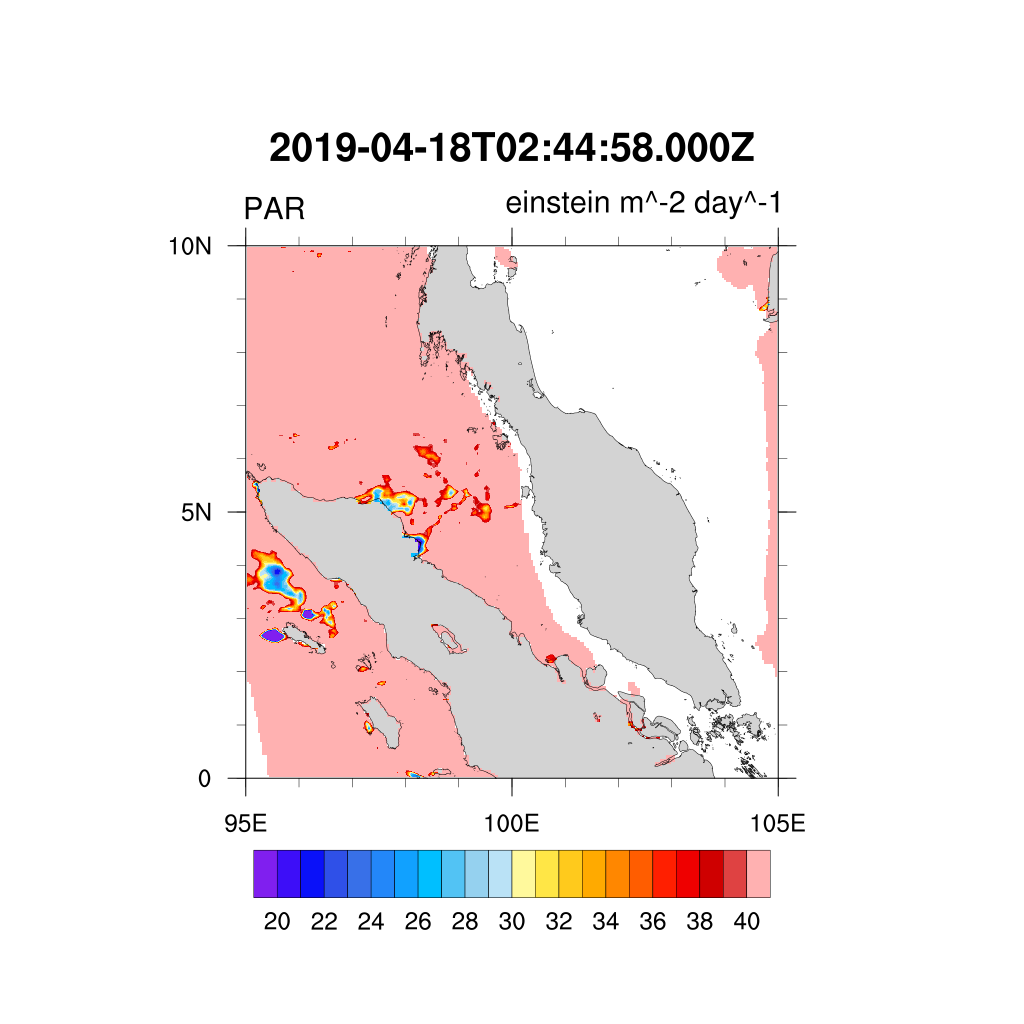 2019-04-18T02:44:58.000Z
PAR einstein m^-2 day^-1
10N
5N
0
95E 100E 105E
20 22 24 26 28 30 32 34 36 38 40